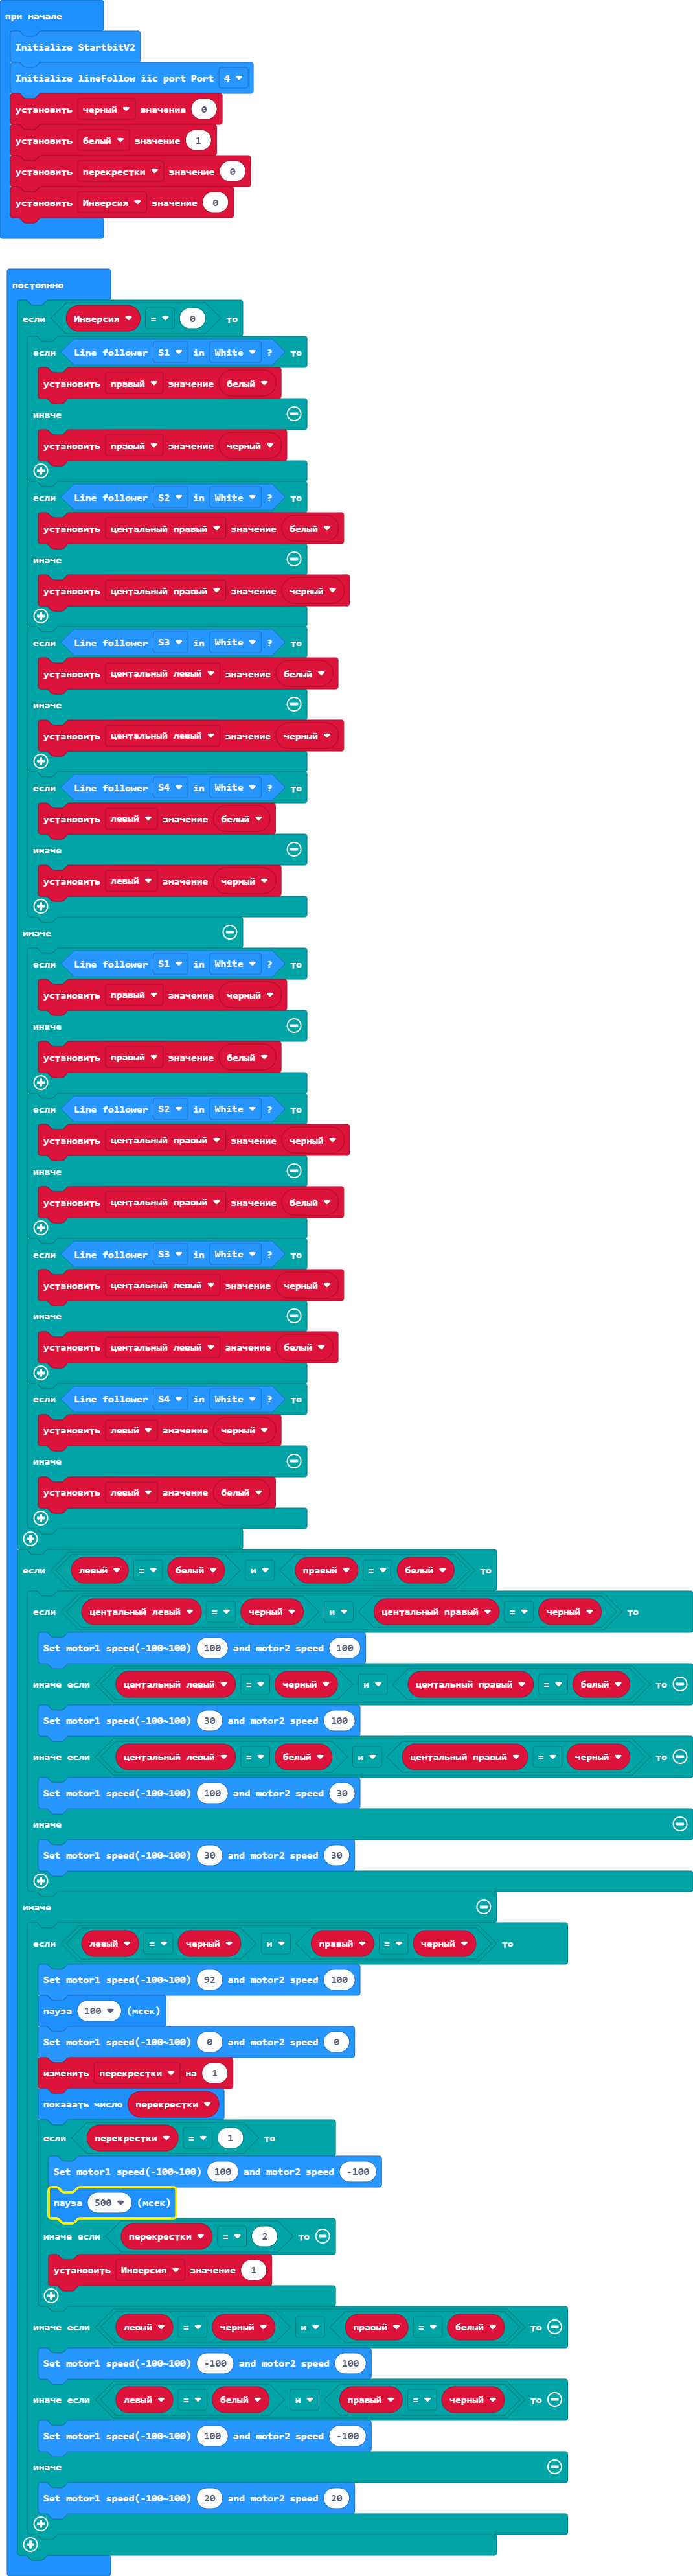 при начале
Initialize StartbitV2
Initialize lineFollow iic port Port 4
установить черный значение 0
установить белый значение 1
установить перекрестки значение 0
установить Инверсия значение 0
постоянно
если Инверсия = 0 то
если Line follower S1 in White ? то
установить правый значение белый
иначе
установить правый значение черный
если Line follower S2 in White ? то
установить центальный правый значение белый
иначе
установить центальный правый значение черный
если Line follower S3 in White ? то
установить центальный левый значение белый
иначе
установить центальный левый значение черный
если Line follower S4 in White ? то
установить левый значение белый
иначе
установить левый значение черный
иначе
если Line follower S1 in White ? то
установить правый значение черный
иначе
установить правый значение белый
если Line follower S2 in White ? то
установить центальный правый значение черный
иначе
установить центальный правый значение белый
если Line follower S3 in White ? то
установить центальный левый значение черный
иначе
установить центальный левый значение белый
если Line follower S4 in White ? то
установить левый значение черный
иначе
установить левый значение белый
если левый = белый и правый = белый то
если центальный левый = черный и центальный правый = черный то
Set motor1 speed(-100~100) 100 and motor2 speed 100
иначе если центальный левый = черный и центальный правый = белый то
Set motor1 speed(-100~100) 30 and motor2 speed 100
иначе если центальный левый = белый и центальный правый = черный то
Set motor1 speed(-100~100) 100 and motor2 speed 30
иначе
Set motor1 speed(-100~100) 30 and motor2 speed 30
иначе
если левый = черный и правый = черный то
Set motor1 speed(-100~100) 92 and motor2 speed 100
пауза 100 (мсек)
Set motor1 speed(-100~100) 0 and motor2 speed 0
изменить перекрестки на 1
показать число перекрестки
если перекрестки = 1 то
Set motor1 speed(-100~100) 100 and motor2 speed -100
пауза 500 (мсек)
иначе если перекрестки = 2 то
установить Инверсия значение 1
иначе если левый = черный и правый = белый то
Set motor1 speed(-100~100) -100 and motor2 speed 100
иначе если левый = белый и правый = черный то
Set motor1 speed(-100~100) 100 and motor2 speed -100
иначе
Set motor1 speed(-100~100) 20 and motor2 speed 20